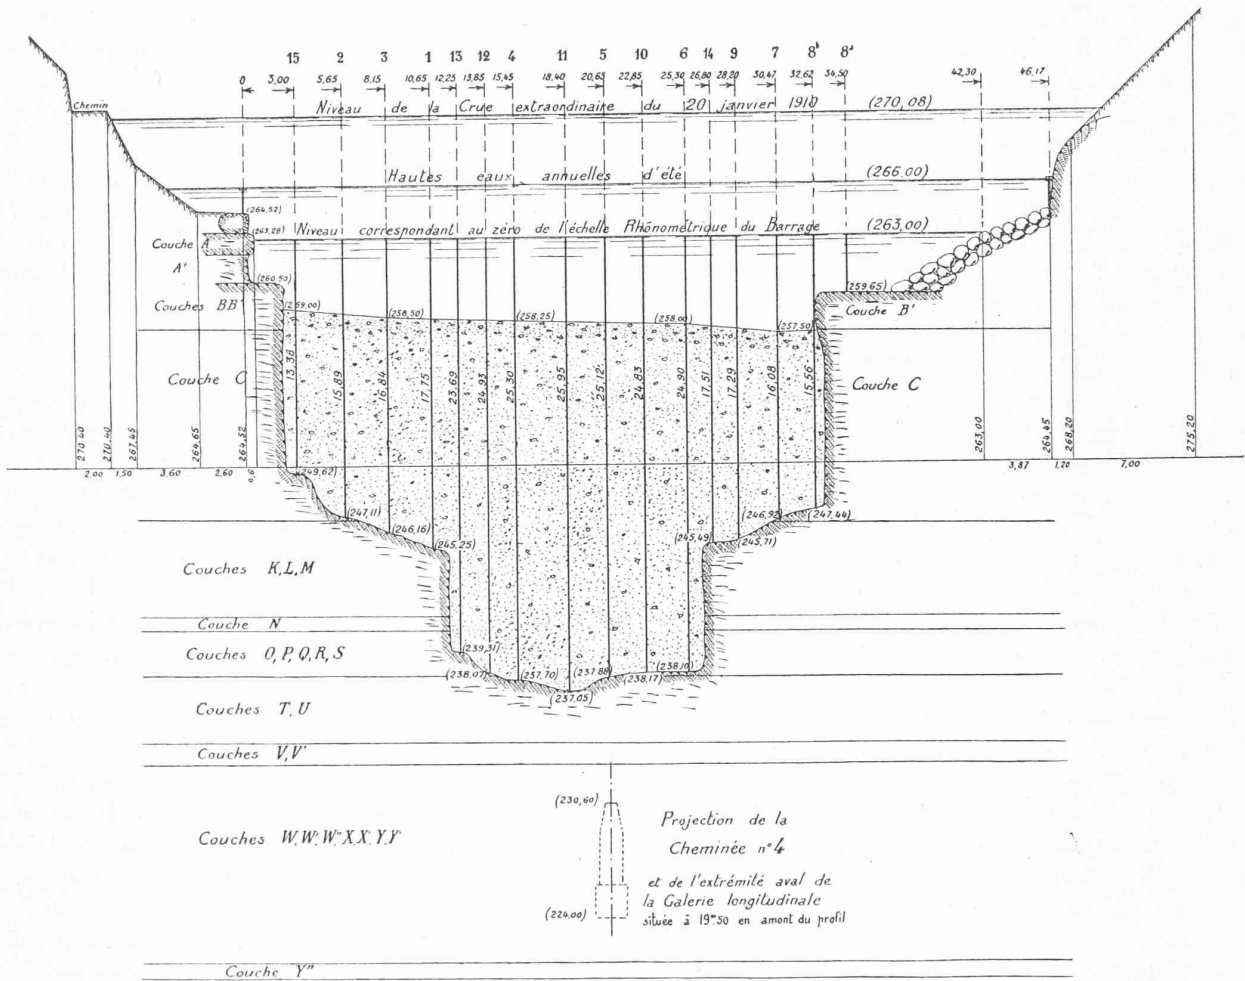 15 2 3 1 13 12 4 11 5 10 6 14 9 7 8ᵇ 8ª
0 3,00 5,65 8,15 10,65 12,25 13,85 15,45 18,40 20,65 22,85 25,30 26,80 28,20 30,47 32,62 34,50 42,30 46,17
Chemin
Niveau de la Crue extraordinaire du 20 janvier 1910 (270,08)
Hautes eaux annuelles d'été (266,00)
(264,52)
(263,28)
Niveau correspondant au zéro de l'échelle Rhônométrique du Barrage (263,00)
Couche A
A'
(260,50)
Couches BB'
(259,65)
Couche B'
(259,00) (258,50) (258,25) (258,00) (257,50)
13,38 15,89 16,84 17,75 23,69 24,93 25,30 25,95 25,12 24,83 24,90 17,51 17,29 16,08 15,56
Couche C
Couche C
270,40 270,40 267,45 264,65 264,52 263,00 264,45 268,20 275,20
2,00 1,50 3,60 2,60 3,87 1,20 7,00
(249,62)
(247,11) (246,92) (247,44)
(246,16)
(245,25) (245,49) (245,71)
Couches K,L,M
Couche N
Couches O,P,Q,R,S
(239,31)
(238,07) (237,70) (237,88) (238,17) (238,10)
(237,05)
Couches T,U
Couches V,V'
(230,60)
Projection de la
Cheminée n°4
Couches W,W',W'',X,X',Y,Y'
et de l'extrémité aval de
la Galerie longitudinale
(224,00)
située à 19ᵐ50 en amont du profil
Couche Y"